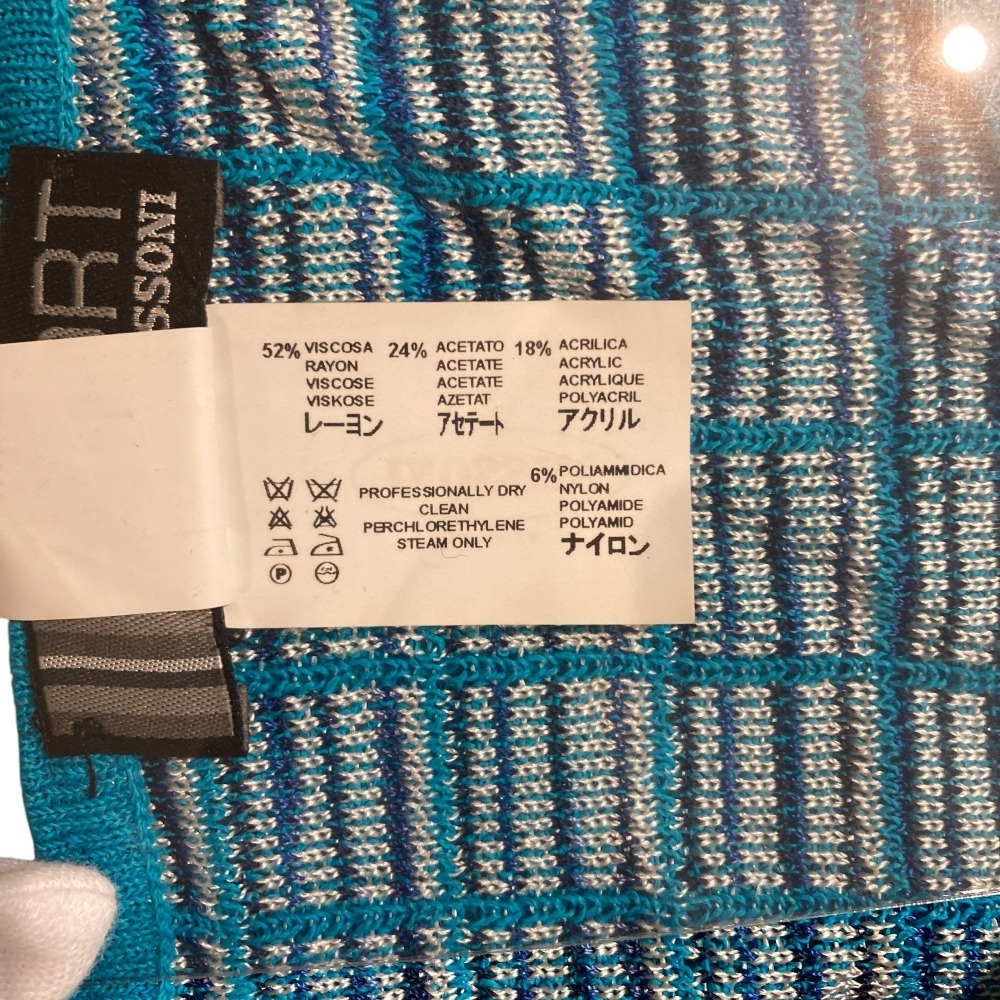 ORT
SSONI
52% VISCOSA
RAYON
VISCOSE
VISKOSE
レーヨン
24% ACETATO
ACETATE
ACETATE
AZETAT
アセテート
18% ACRILICA
ACRYLIC
ACRYLIQUE
POLYACRIL
アクリル
6% POLIAMMIDICA
NYLON
POLYAMIDE
POLYAMID
ナイロン
PROFESSIONALLY DRY
CLEAN
PERCHLORETHYLENE
STEAM ONLY
P